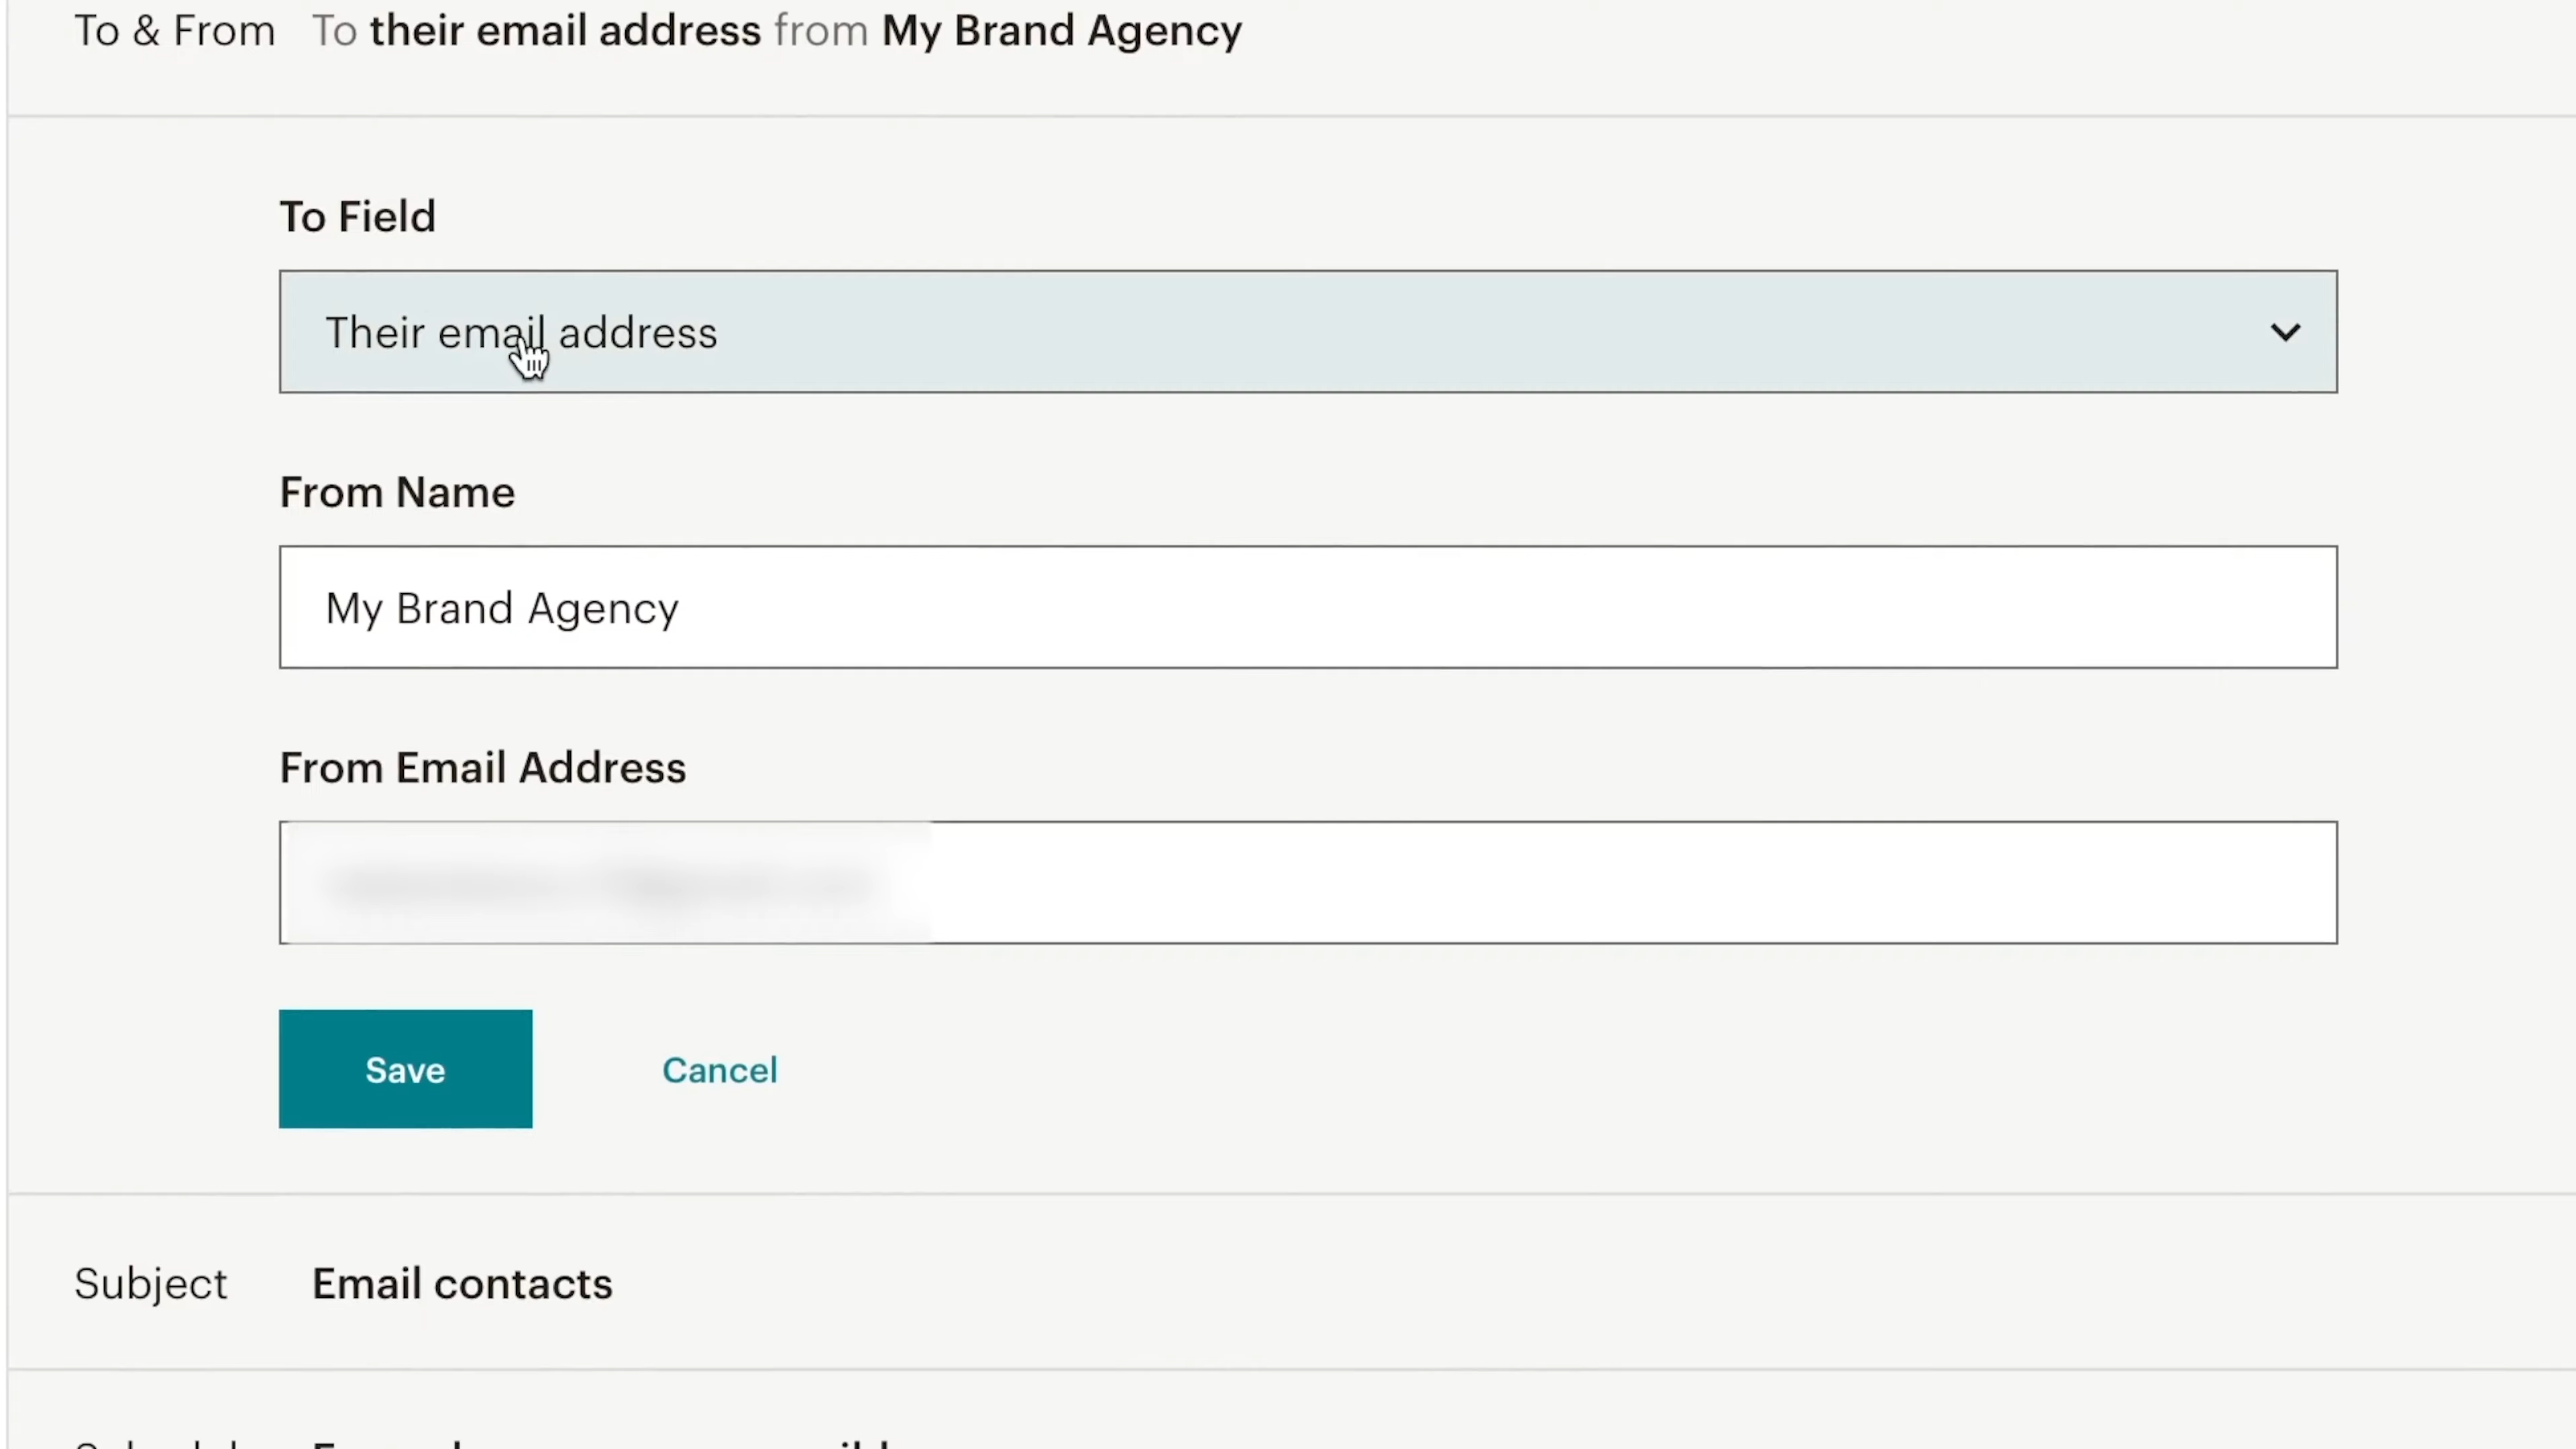 To & From To their email address from My Brand Agency
To Field
Their email address
From Name
My Brand Agency
From Email Address
Save Cancel
Subject Email contacts